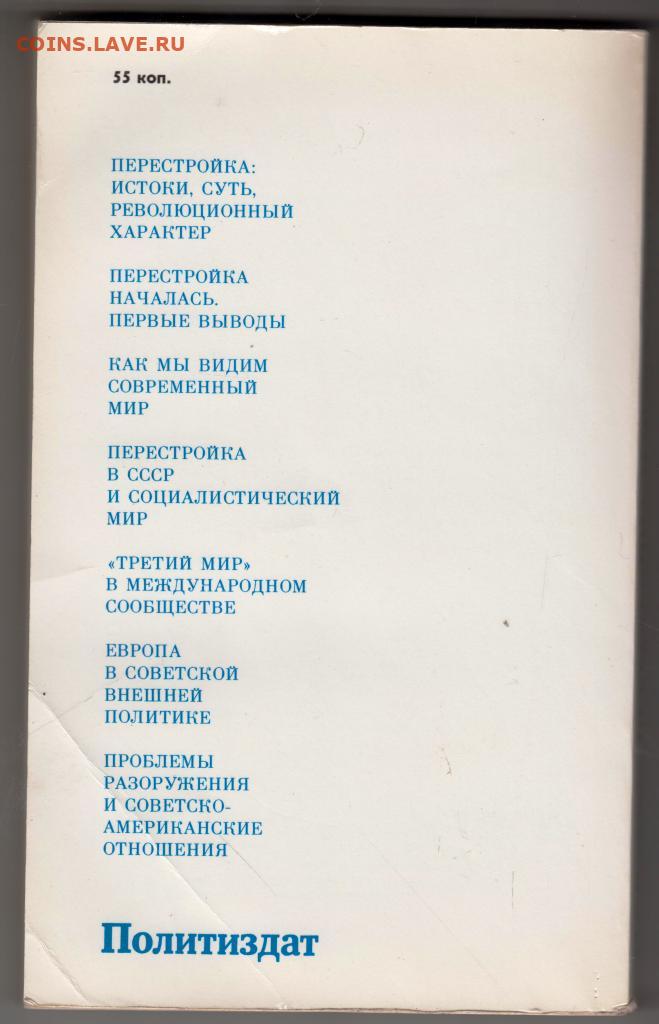 COINS.LAVE.RU
55 коп.
ПЕРЕСТРОЙКА:
ИСТОКИ, СУТЬ,
РЕВОЛЮЦИОННЫЙ
ХАРАКТЕР
ПЕРЕСТРОЙКА
НАЧАЛАСЬ.
ПЕРВЫЕ ВЫВОДЫ
КАК МЫ ВИДИМ
СОВРЕМЕННЫЙ
МИР
ПЕРЕСТРОЙКА
В СССР
И СОЦИАЛИСТИЧЕСКИЙ
МИР
«ТРЕТИЙ МИР»
В МЕЖДУНАРОДНОМ
СООБЩЕСТВЕ
ЕВРОПА
В СОВЕТСКОЙ
ВНЕШНЕЙ
ПОЛИТИКЕ
ПРОБЛЕМЫ
РАЗОРУЖЕНИЯ
И СОВЕТСКО-
АМЕРИКАНСКИЕ
ОТНОШЕНИЯ
Политиздат